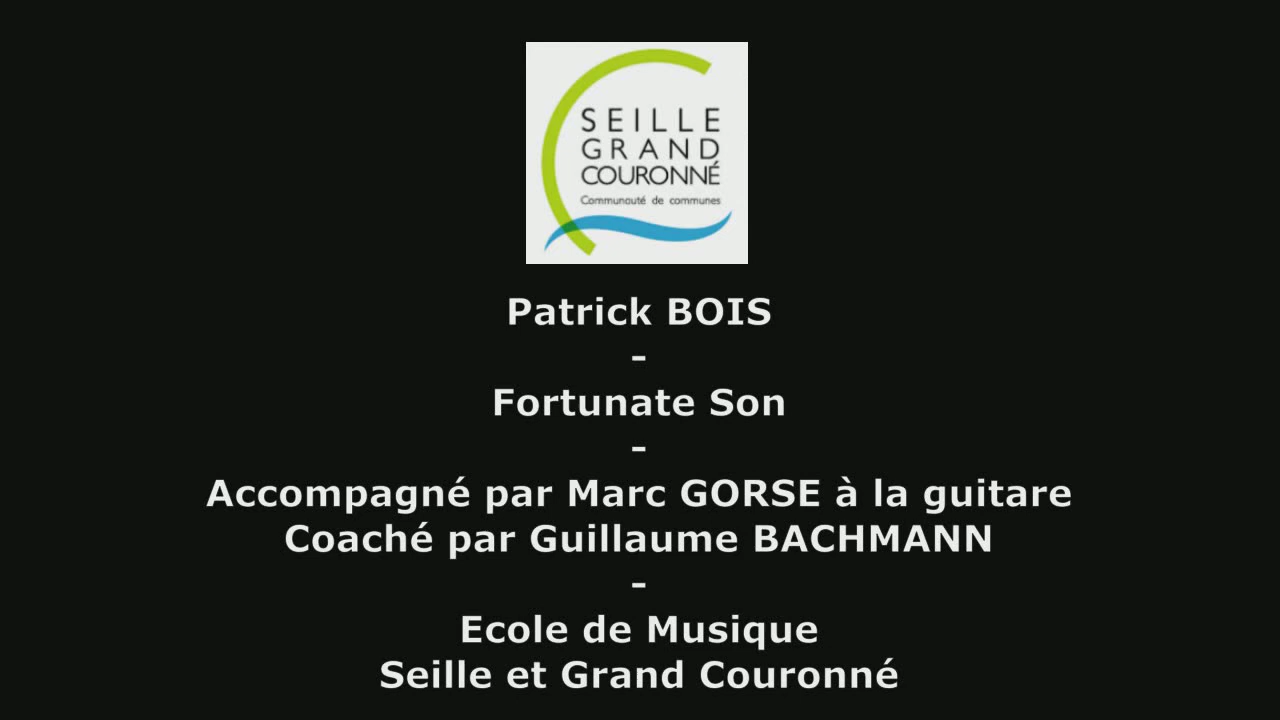 SEILLE
GRAND
COURONNÉ
Communauté de communes
Patrick BOIS
-
Fortunate Son
-
Accompagné par Marc GORSE à la guitare
Coaché par Guillaume BACHMANN
-
Ecole de Musique
Seille et Grand Couronné